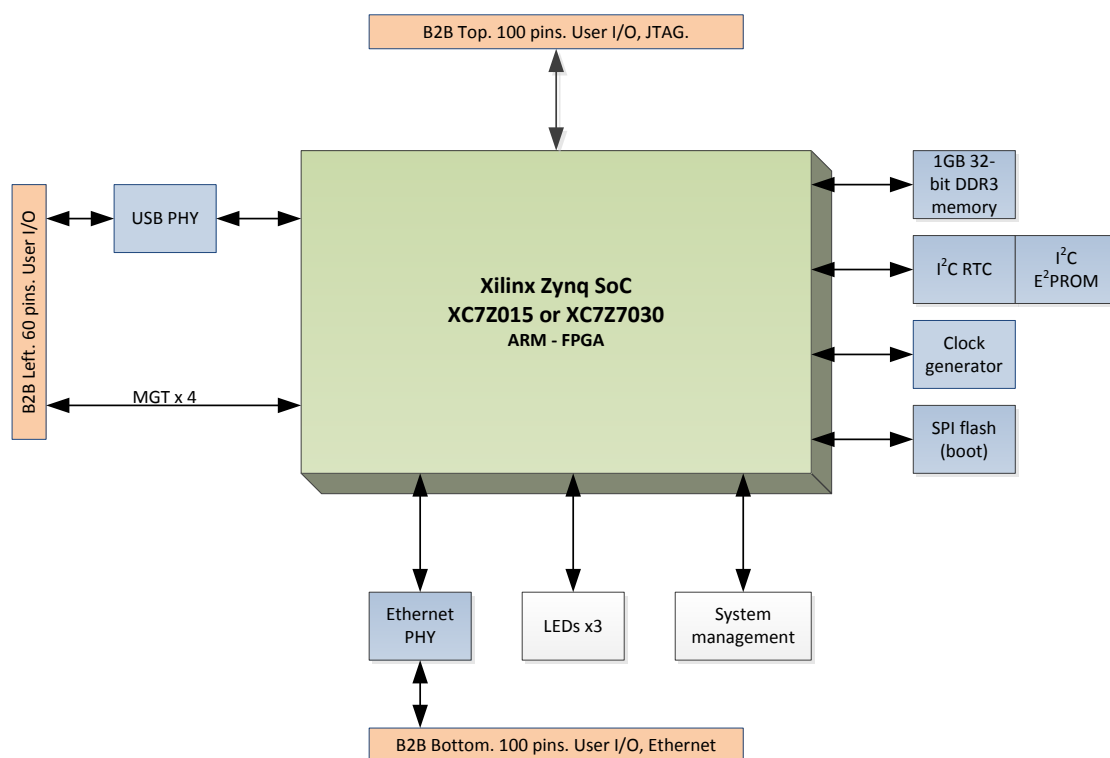 B2B Top. 100 pins. User I/O, JTAG.
1GB 32-
bit DDR3
memory
B2B Left. 60 pins. User I/O
USB PHY
I²C RTC
I²C
E²PROM
Xilinx Zynq SoC
XC7Z015 or XC7Z7030
ARM - FPGA
Clock
generator
MGT x 4
SPI flash
(boot)
Ethernet
PHY
LEDs x3
System
management
B2B Bottom. 100 pins. User I/O, Ethernet